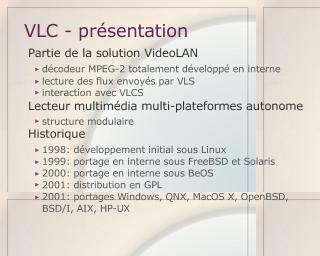 VLC - présentation
Partie de la solution VideoLAN
décodeur MPEG-2 totalement développé en interne
lecture des flux envoyés par VLS
interaction avec VLCS
Lecteur multimédia multi-plateformes autonome
structure modulaire
Historique
1998: développement initial sous Linux
1999: portage en interne sous FreeBSD et Solaris
2000: portage en interne sous BeOS
2001: distribution en GPL
2001: portages Windows, QNX, MacOS X, OpenBSD,
BSD/I, AIX, HP-UX